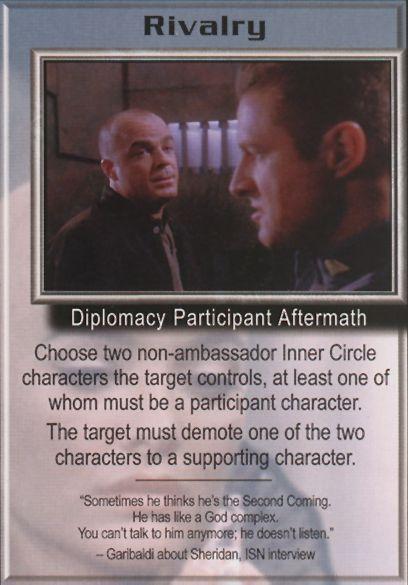 Rivalry
Diplomacy Participant Aftermath
Choose two non-ambassador Inner Circle
characters the target controls, at least one of
whom must be a participant character.
The target must demote one of the two
characters to a supporting character.
“Sometimes he thinks he's the Second Coming.
He has like a God complex.
You can't talk to him anymore; he doesn't listen.”
– Garibaldi about Sheridan, ISN interview